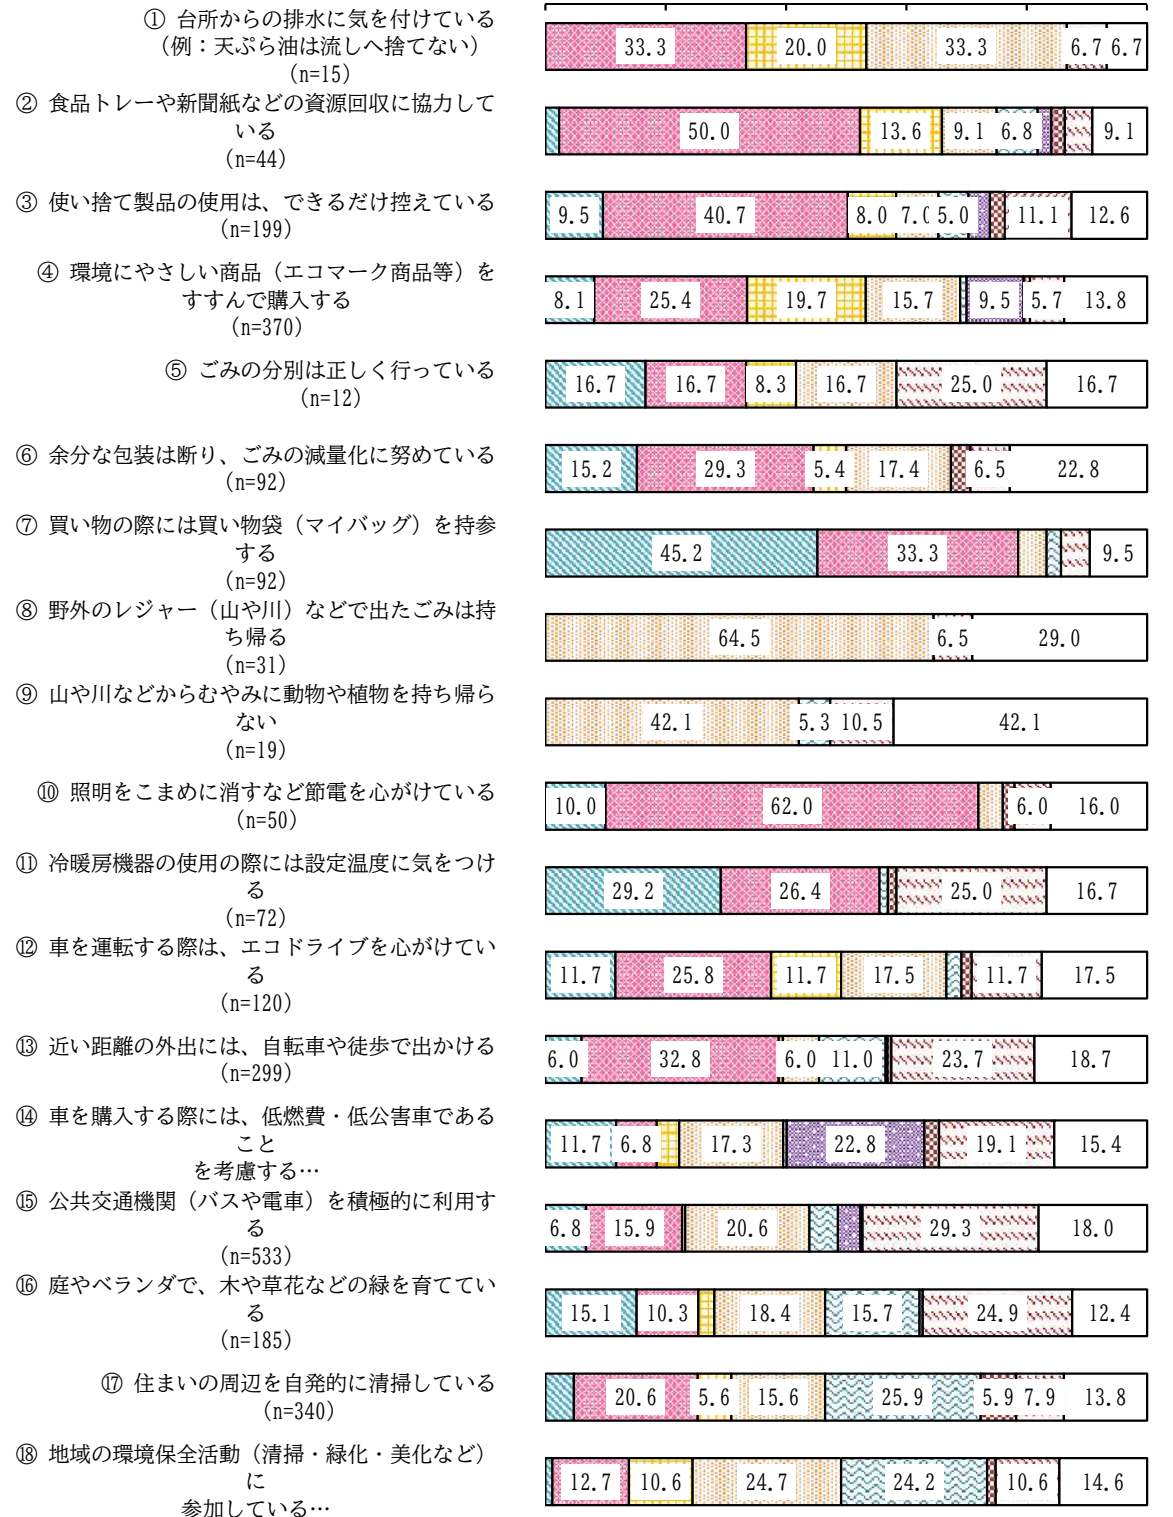 ① 台所からの排水に気を付けている
（例：天ぷら油は流しへ捨てない）
(n=15)
33.3 20.0 33.3 6.7 6.7
② 食品トレーや新聞紙などの資源回収に協力して
いる
(n=44)
50.0 13.6 9.1 6.8 9.1
③ 使い捨て製品の使用は、できるだけ控えている
(n=199)
9.5 40.7 8.0 7.0 5.0 11.1 12.6
④ 環境にやさしい商品（エコマーク商品等）を
すすんで購入する
(n=370)
8.1 25.4 19.7 15.7 9.5 5.7 13.8
⑤ ごみの分別は正しく行っている
(n=12)
16.7 16.7 8.3 16.7 25.0 16.7
⑥ 余分な包装は断り、ごみの減量化に努めている
(n=92)
15.2 29.3 5.4 17.4 6.5 22.8
⑦ 買い物の際には買い物袋（マイバッグ）を持参
する
(n=92)
45.2 33.3 9.5
⑧ 野外のレジャー（山や川）などで出たごみは持
ち帰る
(n=31)
64.5 6.5 29.0
⑨ 山や川などからむやみに動物や植物を持ち帰ら
ない
(n=19)
42.1 5.3 10.5 42.1
⑩ 照明をこまめに消すなど節電を心がけている
(n=50)
10.0 62.0 6.0 16.0
⑪ 冷暖房機器の使用の際には設定温度に気をつけ
る
(n=72)
29.2 26.4 25.0 16.7
⑫ 車を運転する際は、エコドライブを心がけてい
る
(n=120)
11.7 25.8 11.7 17.5 11.7 17.5
⑬ 近い距離の外出には、自転車や徒歩で出かける
(n=299)
6.0 32.8 6.0 11.0 23.7 18.7
⑭ 車を購入する際には、低燃費・低公害車である
こと
を考慮する…
11.7 6.8 17.3 22.8 19.1 15.4
⑮ 公共交通機関（バスや電車）を積極的に利用す
る
(n=533)
6.8 15.9 20.6 29.3 18.0
⑯ 庭やベランダで、木や草花などの緑を育ててい
る
(n=185)
15.1 10.3 18.4 15.7 24.9 12.4
⑰ 住まいの周辺を自発的に清掃している
(n=340)
20.6 5.6 15.6 25.9 5.9 7.9 13.8
⑱ 地域の環境保全活動（清掃・緑化・美化など）
に
参加している…
12.7 10.6 24.7 24.2 10.6 14.6